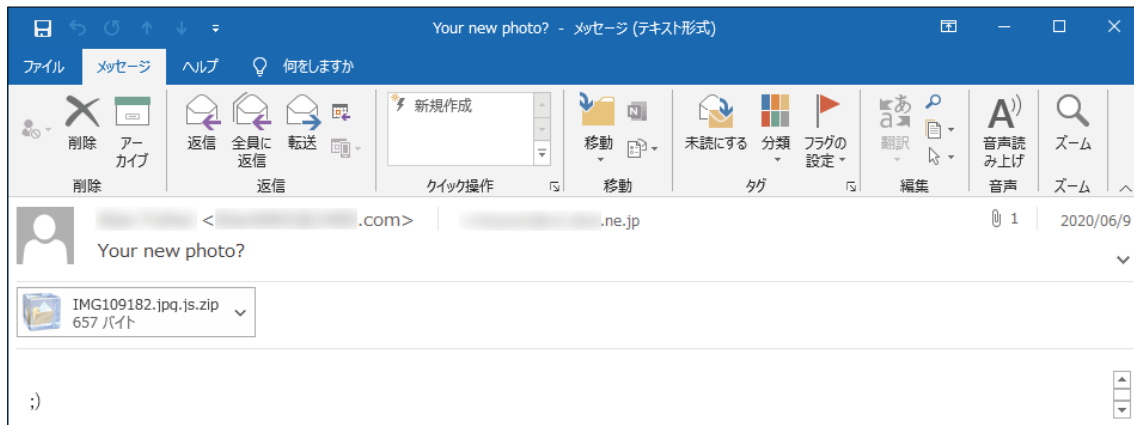 Your new photo? - メッセージ (テキスト形式)
ファイル メッセージ ヘルプ 何をしますか
削除 アーカイブ 返信 全員に返信 転送 新規作成 移動 未読にする 分類 フラグの設定 翻訳 音声読み上げ ズーム
削除 返信 クイック操作 移動 タグ 編集 音声 ズーム
< .com> .ne.jp 1 2020/06/9
Your new photo?
IMG109182.jpq.js.zip
657 バイト
;)